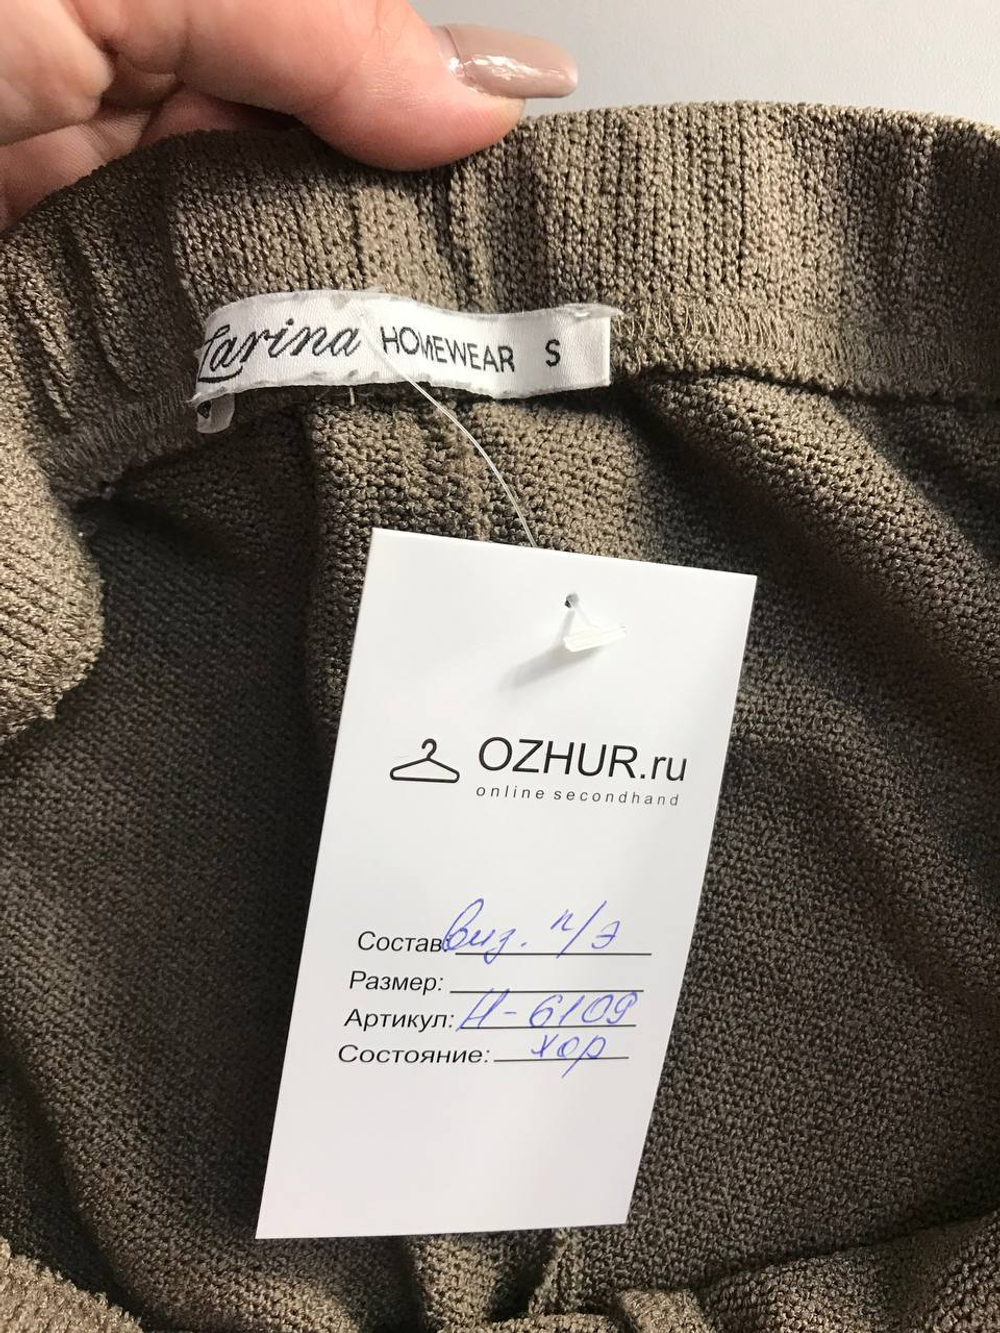 Larina HOMEWEAR S
OZHUR.ru
online secondhand
Состав: виз. п/э
Размер:
Артикул: Н-6109
Состояние: хор